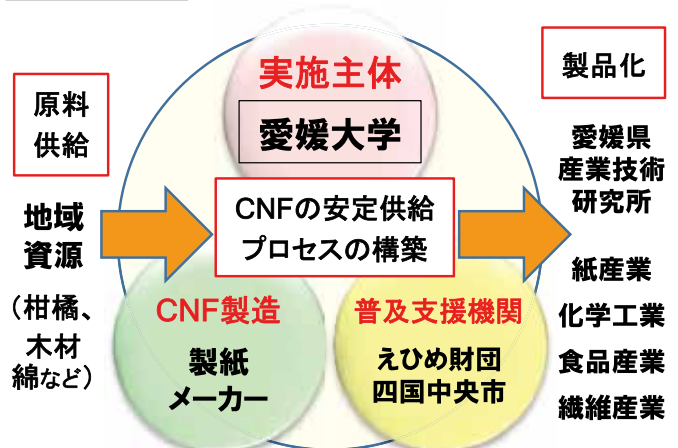 原料
供給
地域
資源
(柑橘、
木材
綿など)
実施主体
愛媛大学
CNFの安定供給
プロセスの構築
CNF製造
製紙
メーカー
普及支援機関
えひめ財団
四国中央市
製品化
愛媛県
産業技術
研究所
紙産業
化学工業
食品産業
繊維産業